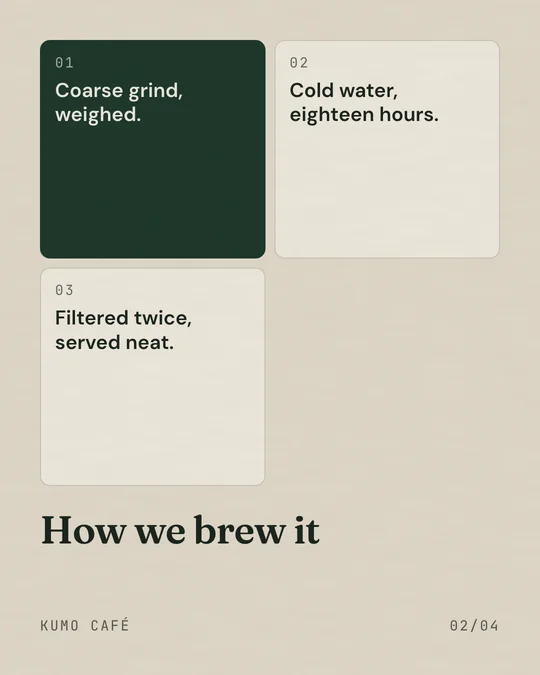 01
Coarse grind,
weighed.
02
Cold water,
eighteen hours.
03
Filtered twice,
served neat.
How we brew it
KUMO CAFÉ
02/04